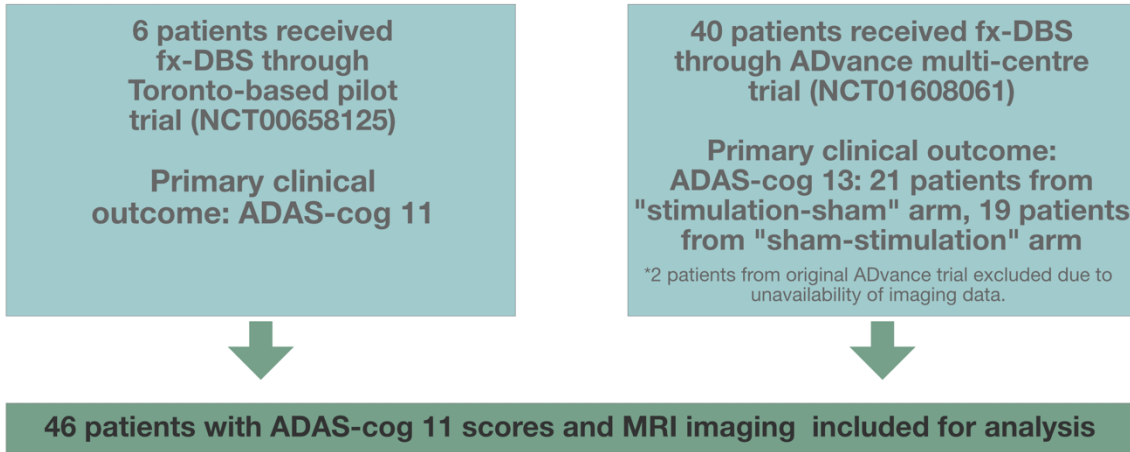 6 patients received
fx-DBS through
Toronto-based pilot
trial (NCT00658125)
Primary clinical
outcome: ADAS-cog 11
40 patients received fx-DBS
through ADvance multi-centre
trial (NCT01608061)
Primary clinical outcome:
ADAS-cog 13: 21 patients from
"stimulation-sham" arm, 19 patients
from "sham-stimulation" arm
*2 patients from original ADvance trial excluded due to
unavailability of imaging data.
46 patients with ADAS-cog 11 scores and MRI imaging included for analysis